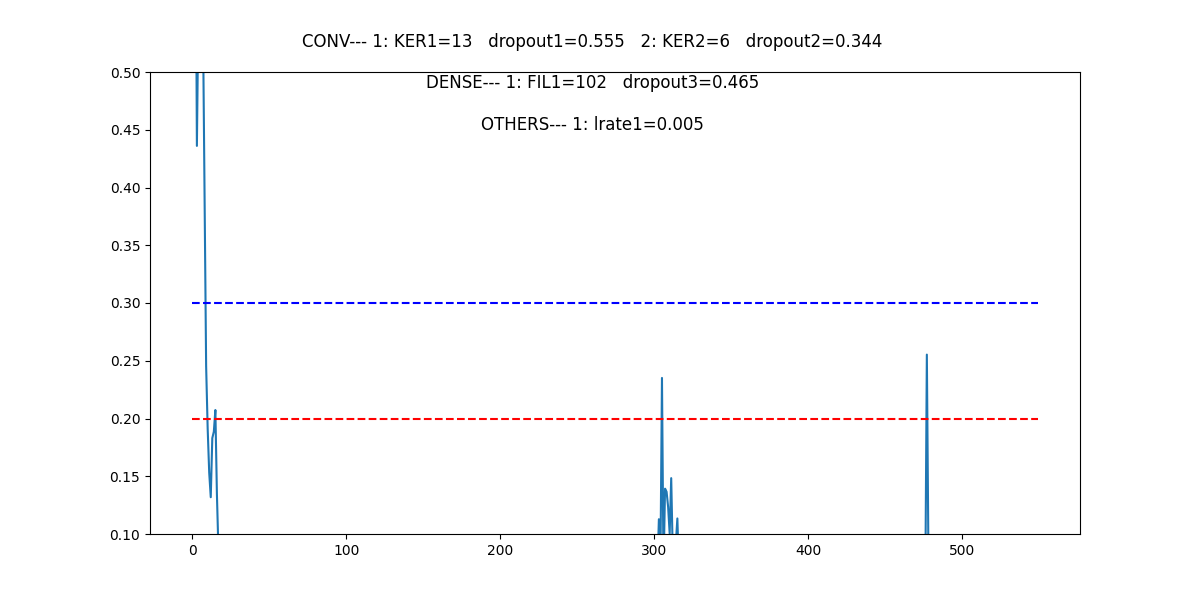 CONV--- 1: KER1=13   dropout1=0.555   2: KER2=6   dropout2=0.344
DENSE--- 1: FIL1=102   dropout3=0.465
OTHERS--- 1: lrate1=0.005
0.50
0.45
0.40
0.35
0.30
0.25
0.20
0.15
0.10
0 100 200 300 400 500